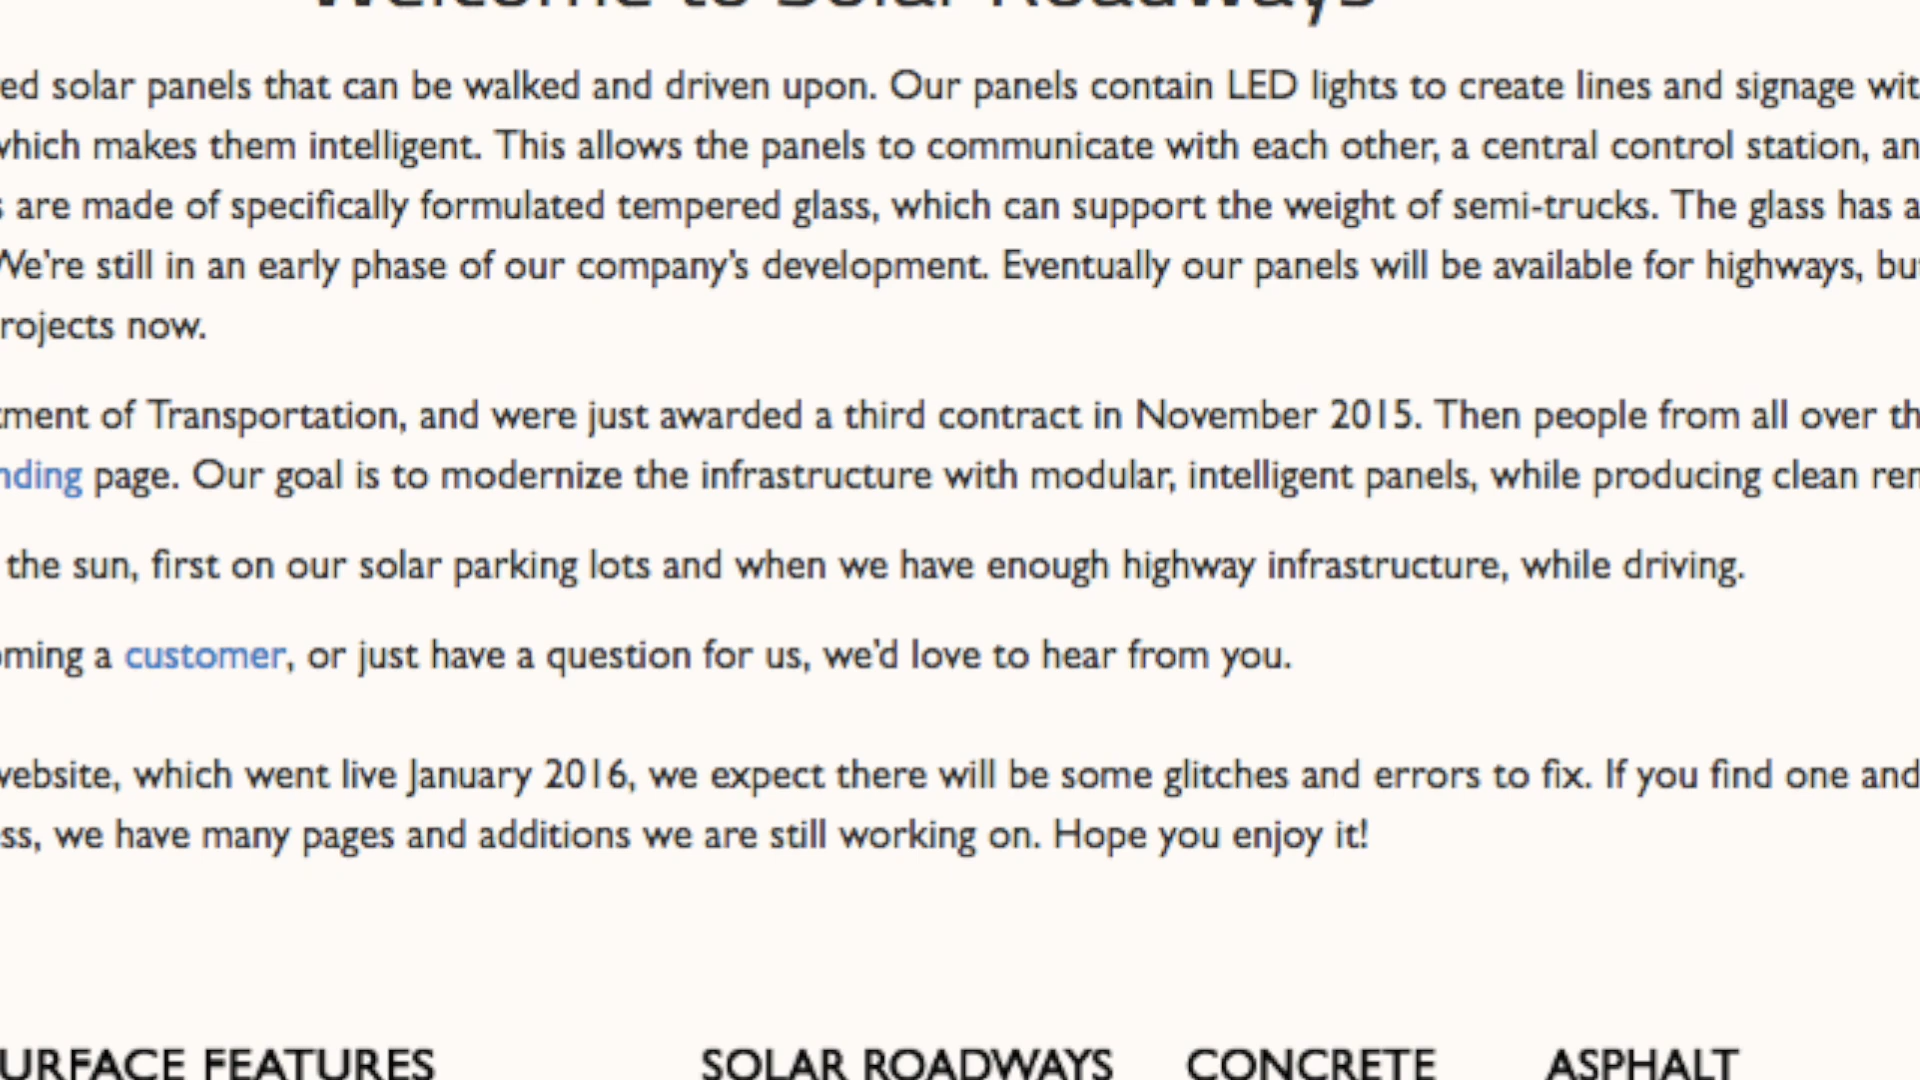 Welcome to Solar Roadways
ed solar panels that can be walked and driven upon. Our panels contain LED lights to create lines and signage wit
which makes them intelligent. This allows the panels to communicate with each other, a central control station, an
s are made of specifically formulated tempered glass, which can support the weight of semi-trucks. The glass has a
We're still in an early phase of our company's development. Eventually our panels will be available for highways, but
rojects now.
tment of Transportation, and were just awarded a third contract in November 2015. Then people from all over th
nding page. Our goal is to modernize the infrastructure with modular, intelligent panels, while producing clean ren
the sun, first on our solar parking lots and when we have enough highway infrastructure, while driving.
oming a customer, or just have a question for us, we'd love to hear from you.
website, which went live January 2016, we expect there will be some glitches and errors to fix. If you find one and
ss, we have many pages and additions we are still working on. Hope you enjoy it!
URFACE FEATURES SOLAR ROADWAYS CONCRETE ASPHALT